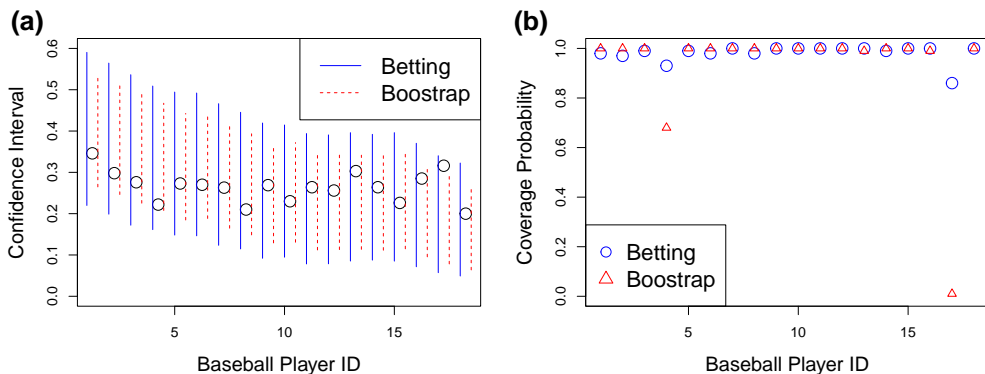 (a)
Confidence Interval
0.0 0.1 0.2 0.3 0.4 0.5 0.6
Betting
Boostrap
5 10 15
Baseball Player ID
(b)
Coverage Probability
0.0 0.2 0.4 0.6 0.8 1.0
Betting
Boostrap
5 10 15
Baseball Player ID